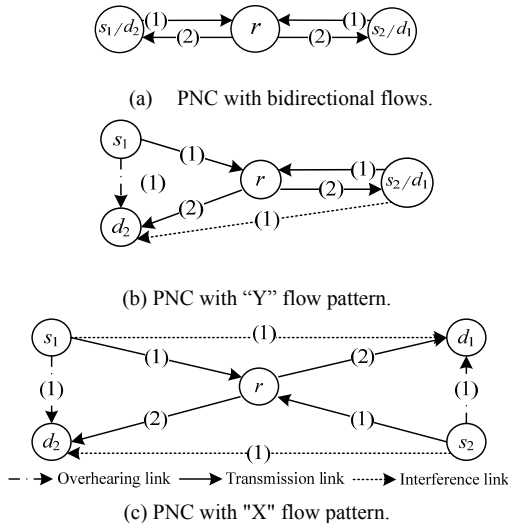 s1/d2 (1) r (1) s2/d1
(2) (2)
(a) PNC with bidirectional flows.
s1
(1)
(1) r (1) s2/d1
(2)
(2)
d2 (1)
(b) PNC with “Y” flow pattern.
s1 (1) d1
(1) (2)
(1) r (1)
(2) (1)
d2 (1) s2
Overhearing link Transmission link Interference link
(c) PNC with "X" flow pattern.